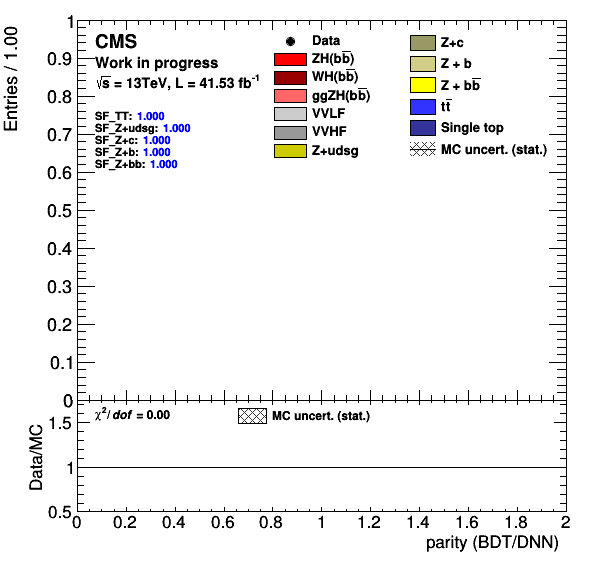 Entries / 1.00
1
0.9
0.8
0.7
0.6
0.5
0.4
0.3
0.2
0.1
0
CMS
Work in progress
√s = 13TeV, L = 41.53 fb⁻¹
SF_TT: 1.000
SF_Z+udsg: 1.000
SF_Z+c: 1.000
SF_Z+b: 1.000
SF_Z+bb: 1.000
Data
ZH(bb̅)
WH(bb̅)
ggZH(bb̅)
VVLF
VVHF
Z+udsg
Z+c
Z + b
Z + bb̅
tt̅
Single top
MC uncert. (stat.)
Data/MC
1.5
1
0.5
χ²/dof = 0.00
MC uncert. (stat.)
0 0.2 0.4 0.6 0.8 1 1.2 1.4 1.6 1.8 2
parity (BDT/DNN)